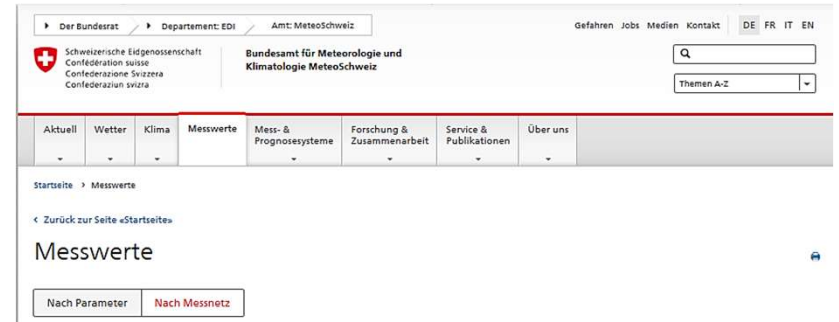 Der Bundesrat Departement: EDI Amt: MeteoSchweiz
Gefahren Jobs Medien Kontakt DE FR IT EN
Schweizerische Eidgenossenschaft
Confédération suisse
Confederazione Svizzera
Confederaziun svizra
Bundesamt für Meteorologie und
Klimatologie MeteoSchweiz
Themen A-Z
Aktuell Wetter Klima Messwerte Mess- &
Prognosesysteme Forschung &
Zusammenarbeit Service &
Publikationen Über uns
Startseite > Messwerte
< Zurück zur Seite «Startseite»
Messwerte
Nach Parameter Nach Messnetz